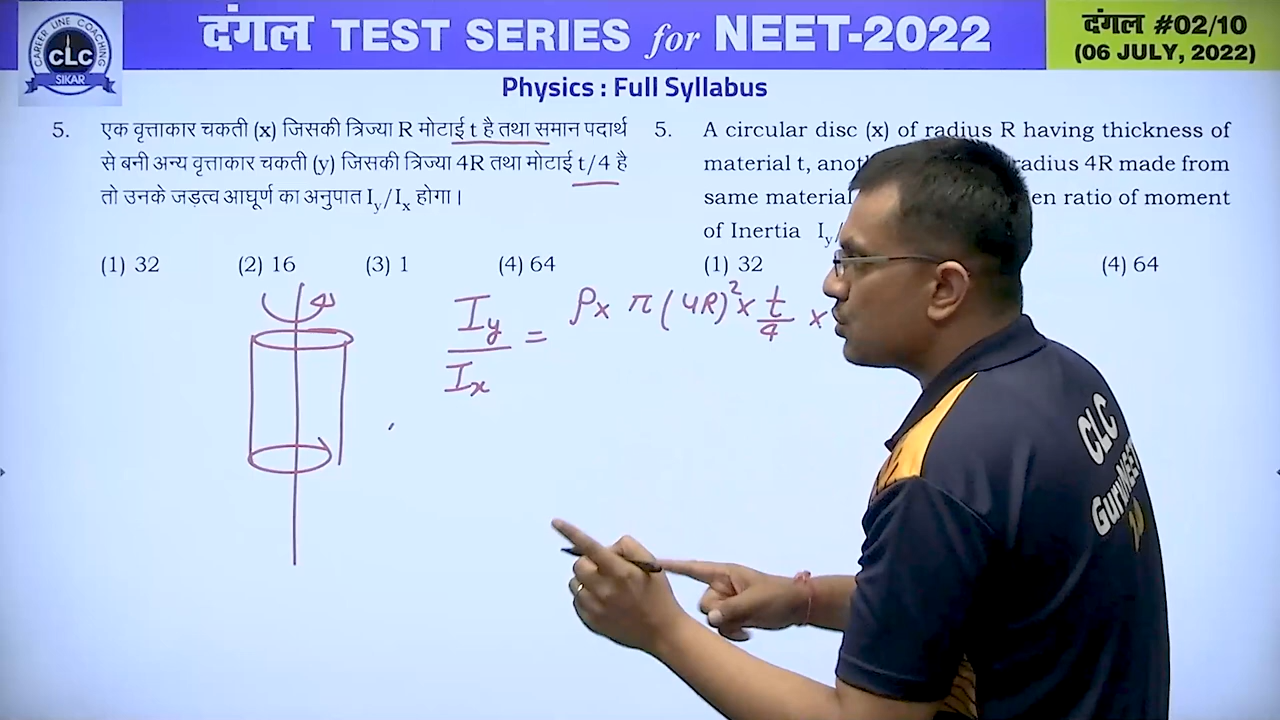 दंगल TEST SERIES for NEET-2022
दंगल #02/10
(06 JULY, 2022)
CAREER LINE COACHING
CLC
SIKAR
Physics : Full Syllabus
5. एक वृत्ताकार चकती (x) जिसकी त्रिज्या R मोटाई t है तथा समान पदार्थ
से बनी अन्य वृत्ताकार चकती (y) जिसकी त्रिज्या 4R तथा मोटाई t/4 है
तो उनके जड़त्व आघूर्ण का अनुपात Iy/Ix होगा।
(1) 32 (2) 16 (3) 1 (4) 64
5. A circular disc (x) of radius R having thickness of
material t, radius 4R made from
same material ratio of moment
of Inertia Iy/
(1) 32 (4) 64
Iy/Ix = ρ x π (4R)² x t/4 x
CLC